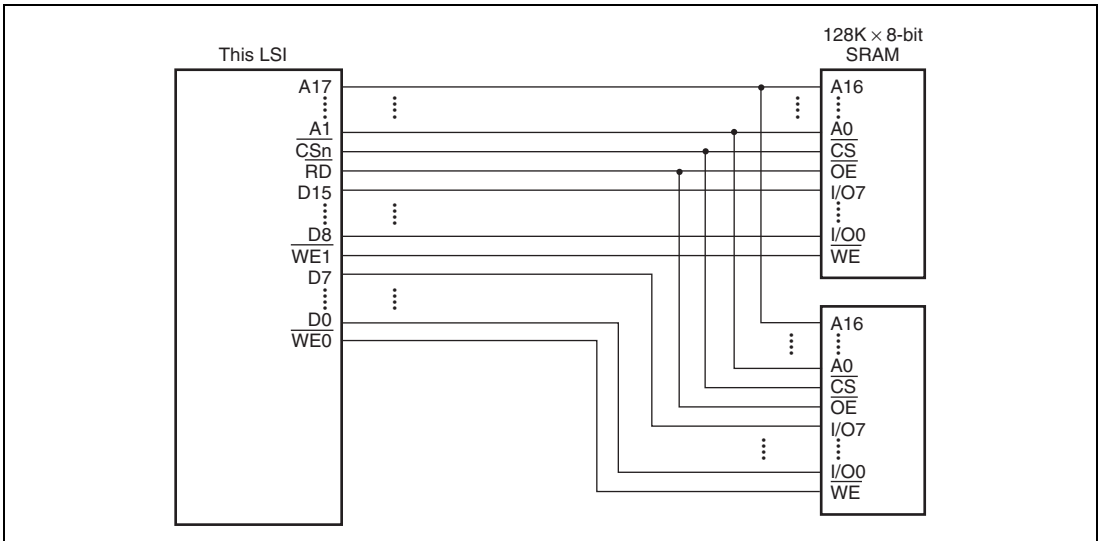 This LSI
A17
A1
CSn
RD
D15
D8
WE1
D7
D0
WE0
128K × 8-bit
SRAM
A16
A0
CS
OE
I/O7
I/O0
WE
A16
A0
CS
OE
I/O7
I/O0
WE